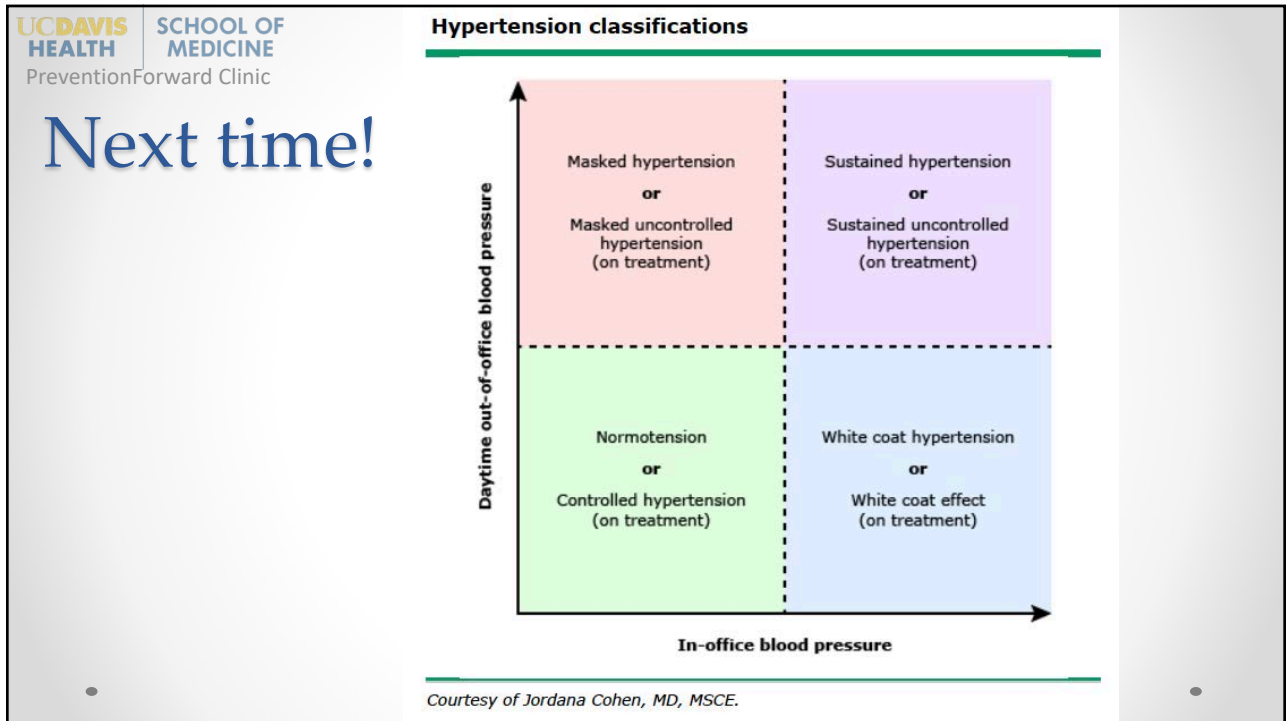 UCDAVIS
HEALTH
SCHOOL OF
MEDICINE
PreventionForward Clinic
Next time!
Hypertension classifications
Daytime out-of-office blood pressure
Masked hypertension
or
Masked uncontrolled
hypertension
(on treatment)
Sustained hypertension
or
Sustained uncontrolled
hypertension
(on treatment)
Normotension
or
Controlled hypertension
(on treatment)
White coat hypertension
or
White coat effect
(on treatment)
In-office blood pressure
Courtesy of Jordana Cohen, MD, MSCE.